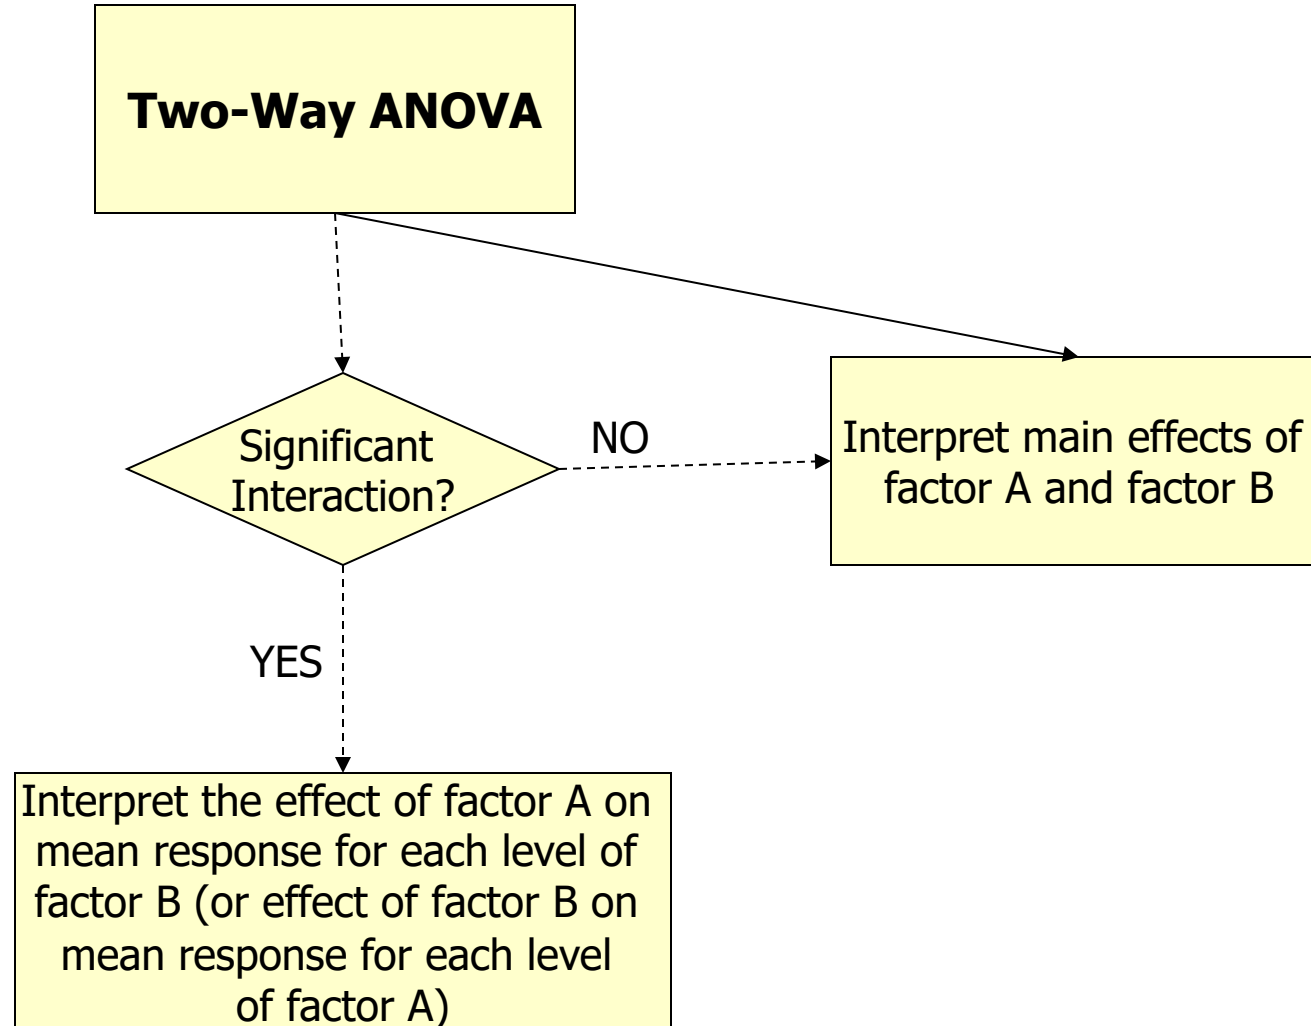 Two-Way ANOVA
Significant
Interaction?
NO
Interpret main effects of
factor A and factor B
YES
Interpret the effect of factor A on
mean response for each level of
factor B (or effect of factor B on
mean response for each level
of factor A)